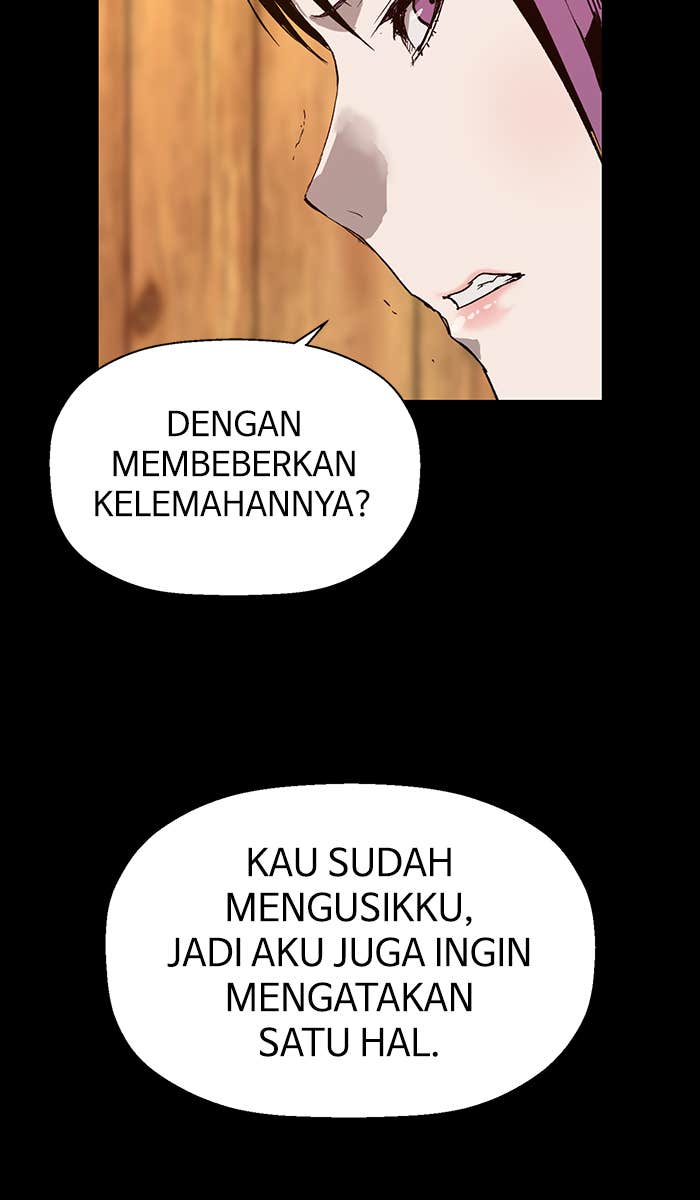 DENGAN
MEMBEBERKAN
KELEMAHANNYA?
KAU SUDAH
MENGUSIKKU,
JADI AKU JUGA INGIN
MENGATAKAN
SATU HAL.